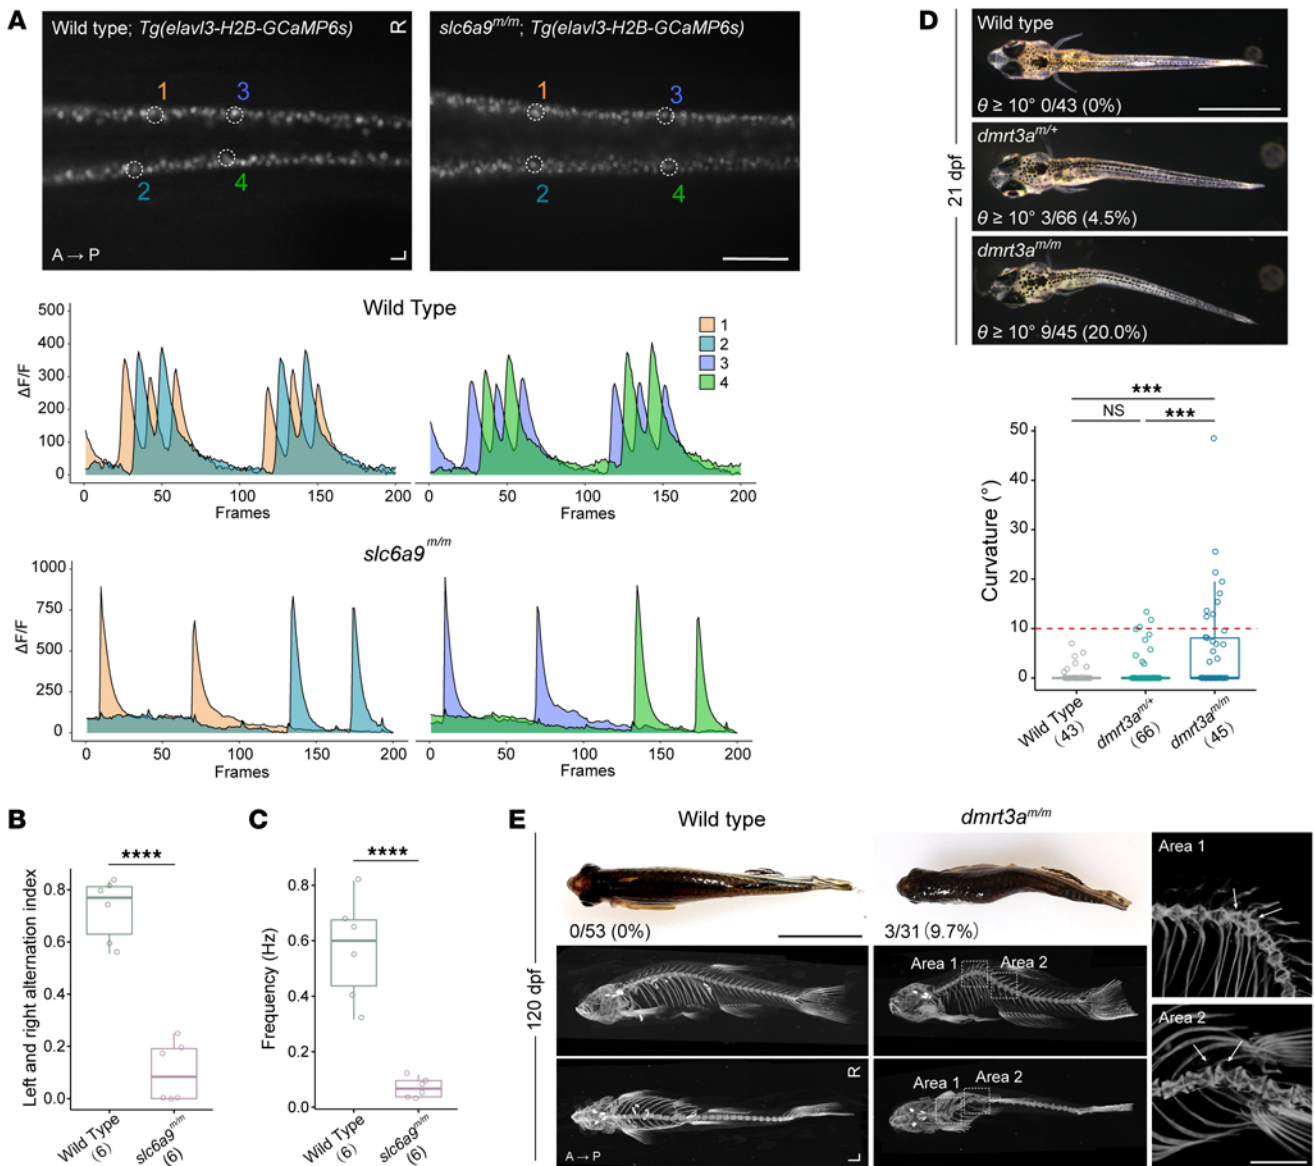 A
Wild type; Tg(elavl3-H2B-GCaMP6s)
R
1
3
2
4
A → P
L
slc6a9m/m; Tg(elavl3-H2B-GCaMP6s)
1
3
2
4
Wild Type
ΔF/F
500
400
300
200
100
0
0
50
100
150
200
Frames
0
50
100
150
200
Frames
1
2
3
4
slc6a9m/m
ΔF/F
1000
750
500
250
0
0
50
100
150
200
Frames
0
50
100
150
200
Frames
B
Left and right alternation index
0.8
0.6
0.4
0.2
0.0
****
Wild Type
(6)
slc6a9m/m
(6)
C
Frequency (Hz)
0.8
0.6
0.4
0.2
0.0
****
Wild Type
(6)
slc6a9m/m
(6)
D
21 dpf
Wild type
θ ≥ 10° 0/43 (0%)
dmrt3am/+
θ ≥ 10° 3/66 (4.5%)
dmrt3am/m
θ ≥ 10° 9/45 (20.0%)
***
NS
***
Curvature (°)
50
40
30
20
10
0
Wild Type
(43)
dmrt3am/+
(66)
dmrt3am/m
(45)
E
120 dpf
Wild type
dmrt3am/m
0/53 (0%)
3/31 (9.7%)
Area 1
Area 2
R
A → P
L
Area 1
Area 2
Area 1
Area 2